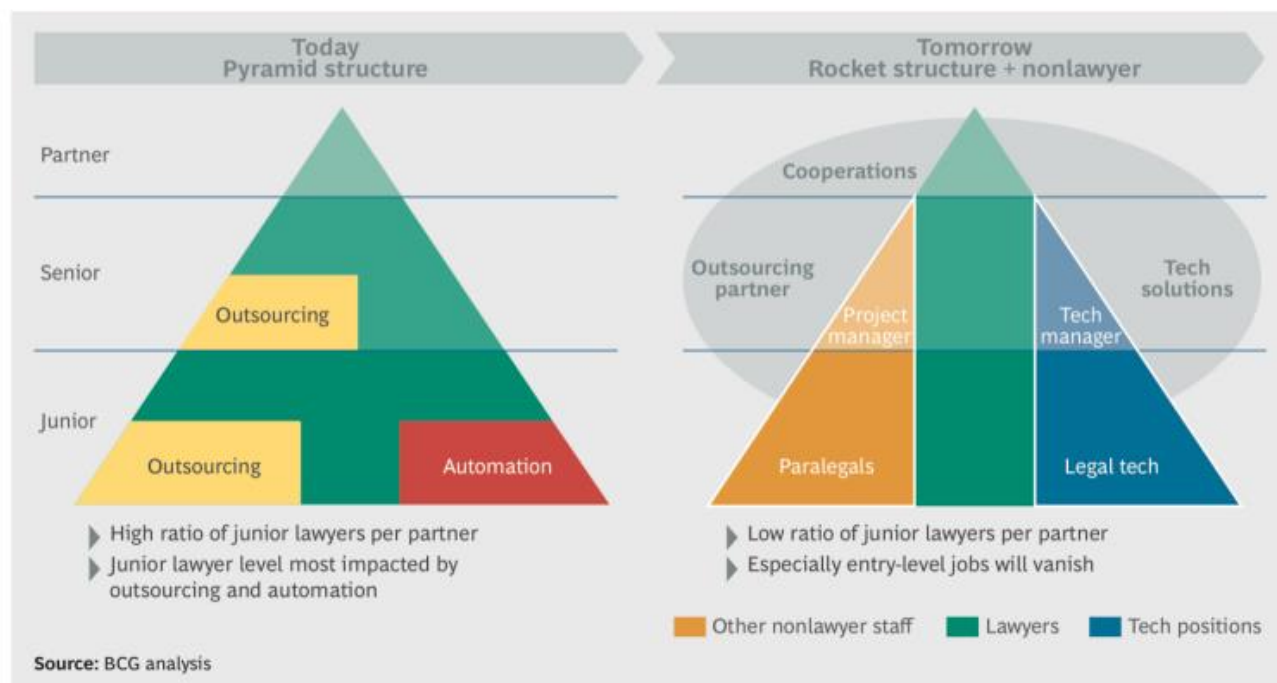 Today
Pyramid structure
Tomorrow
Rocket structure + nonlawyer
Partner
Senior
Junior
Outsourcing
Outsourcing
Automation
High ratio of junior lawyers per partner
Junior lawyer level most impacted by
outsourcing and automation
Cooperations
Outsourcing
partner
Tech
solutions
Project
manager
Tech
manager
Paralegals
Legal tech
Low ratio of junior lawyers per partner
Especially entry-level jobs will vanish
Other nonlawyer staff
Lawyers
Tech positions
Source: BCG analysis